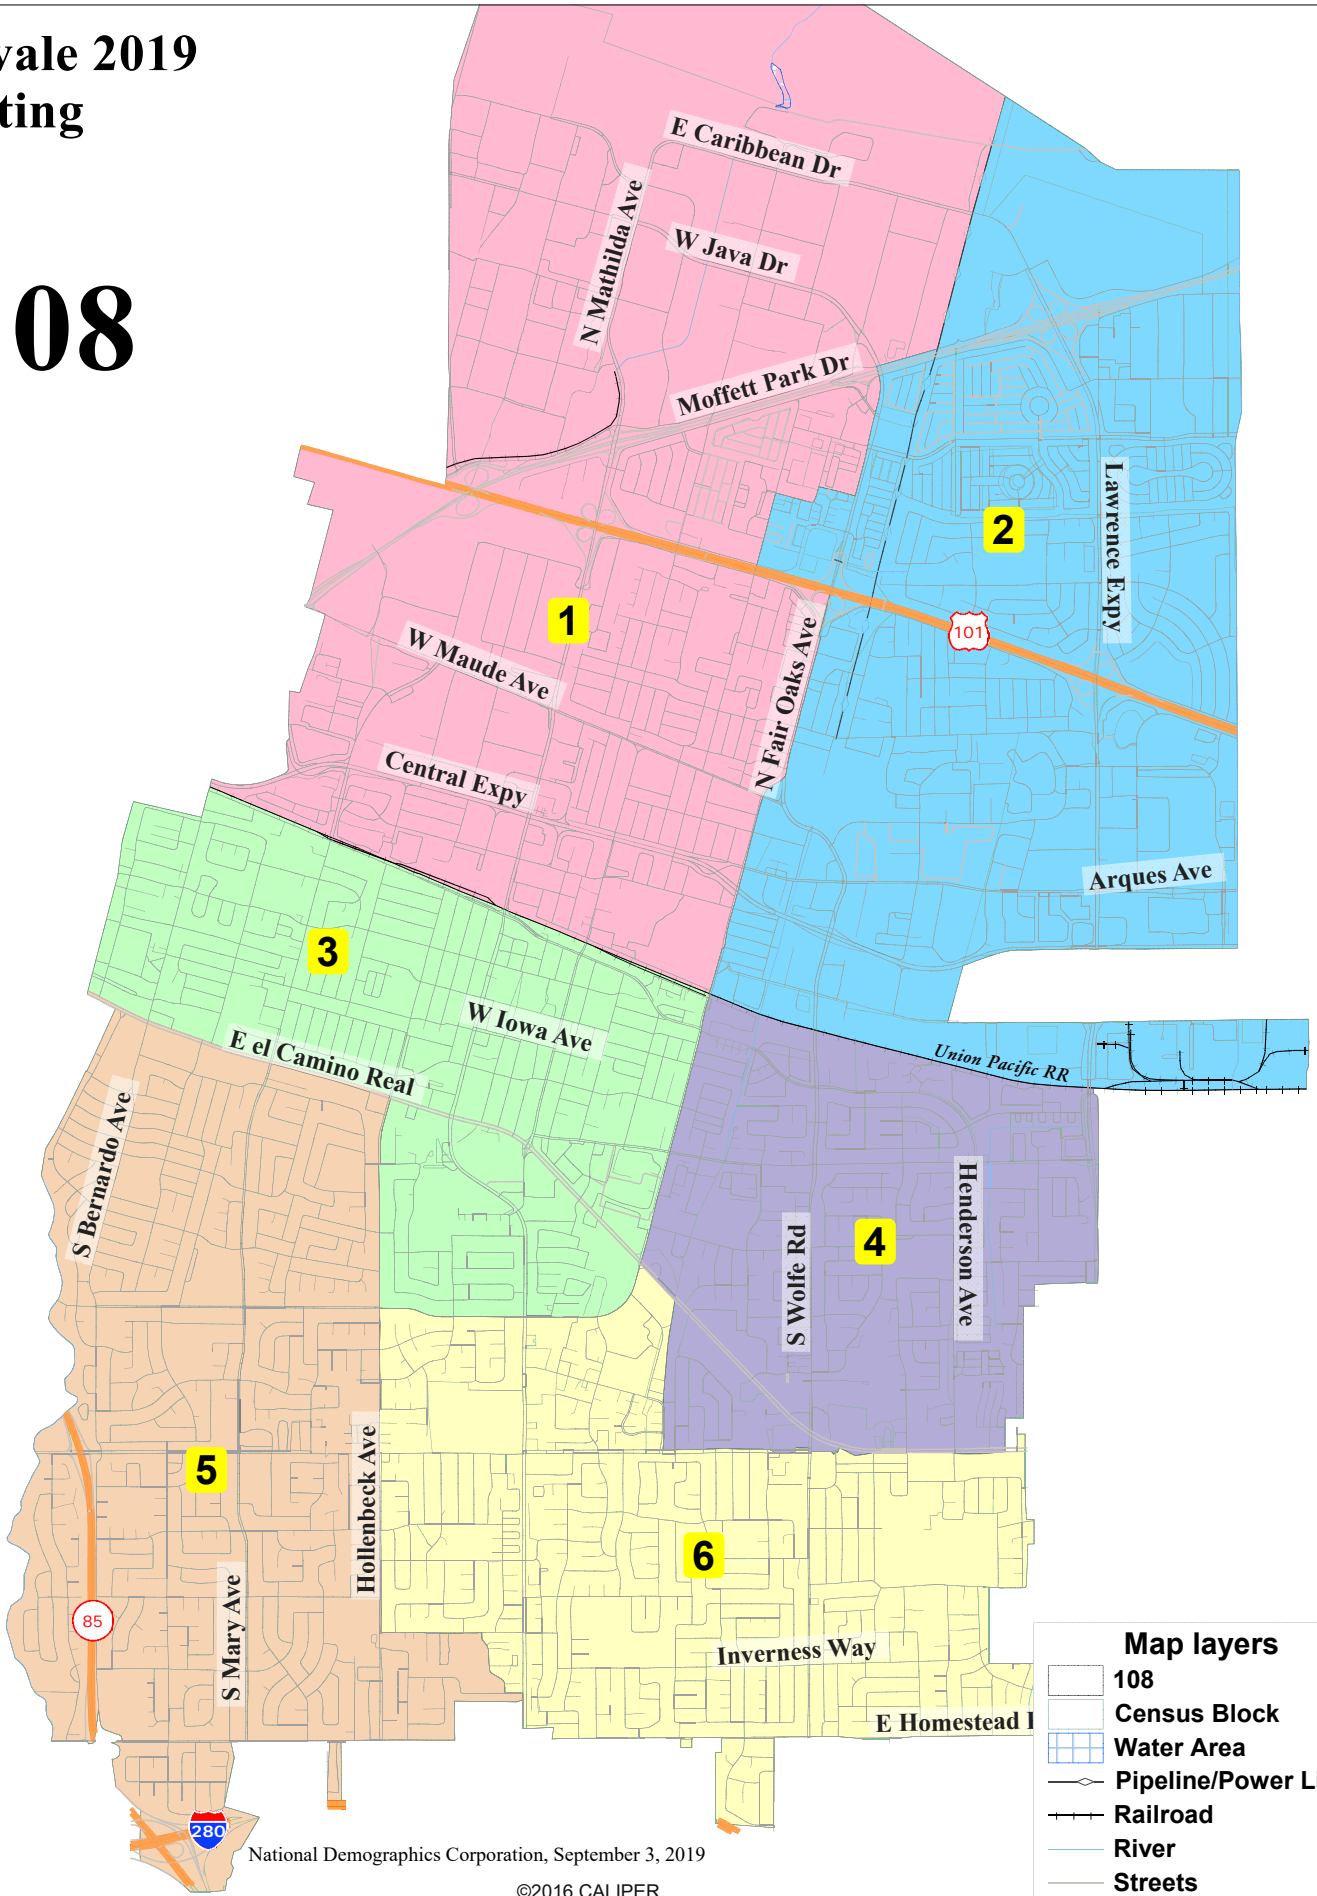 vale 2019
ting
08
E Caribbean Dr
N Mathilda Ave
W Java Dr
Moffett Park Dr
2
Lawrence Expy
1
101
W Maude Ave
N Fair Oaks Ave
Central Expy
Arques Ave
3
W Iowa Ave
E el Camino Real
Union Pacific RR
S Bernardo Ave
4
Henderson Ave
S Wolfe Rd
5
Hollenbeck Ave
6
S Mary Ave
85
Inverness Way
E Homestead
280
National Demographics Corporation, September 3, 2019
©2016 CALIPER
Map layers
108
Census Block
Water Area
Pipeline/Power Li
Railroad
River
Streets